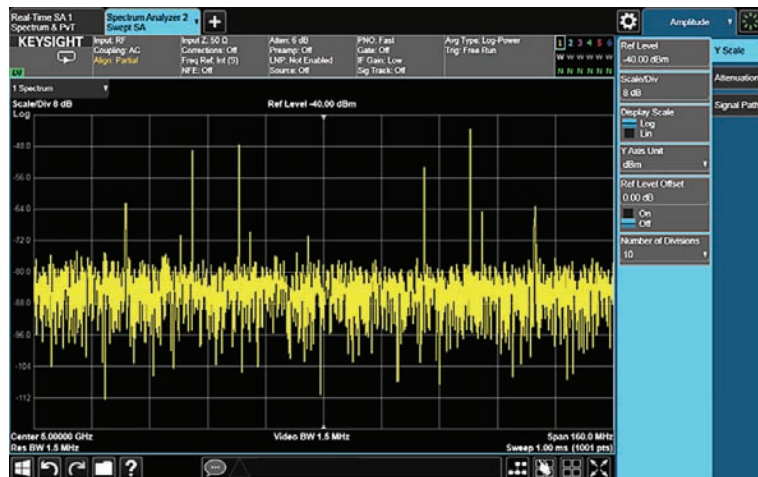 Real-Time SA 1
Spectrum & PvT
Spectrum Analyzer 2
Swept SA
Amplitude
KEYSIGHT
Input: RF
Coupling: AC
Align: Partial
Input Z: 50 Ω
Corrections: Off
Freq Ref: Int (S)
NFE: Off
Atten: 6 dB
Preamp: Off
LNP: Not Enabled
Source: Off
PNO: Fast
Gate: Off
IF Gain: Low
Sig Track: Off
Avg Type: Log-Power
Trig: Free Run
1 2 3 4 5 6
W W W W W W
N N N N N N
LV
1 Spectrum
Scale/Div 8 dB
Ref Level -40.00 dBm
Log
-48.0
-56.0
-64.0
-72.0
-80.0
-88.0
-96.0
-104
-112
Center 5.00000 GHz
Res BW 1.5 MHz
Video BW 1.5 MHz
Span 160.0 MHz
Sweep 1.00 ms (1001 pts)
Ref Level
-40.00 dBm
Scale/Div
8 dB
Display Scale
Log
Lin
Y Axis Unit
dBm
Ref Level Offset
0.00 dB
On
Off
Number of Divisions
10
Y Scale
Attenuation
Signal Path
?